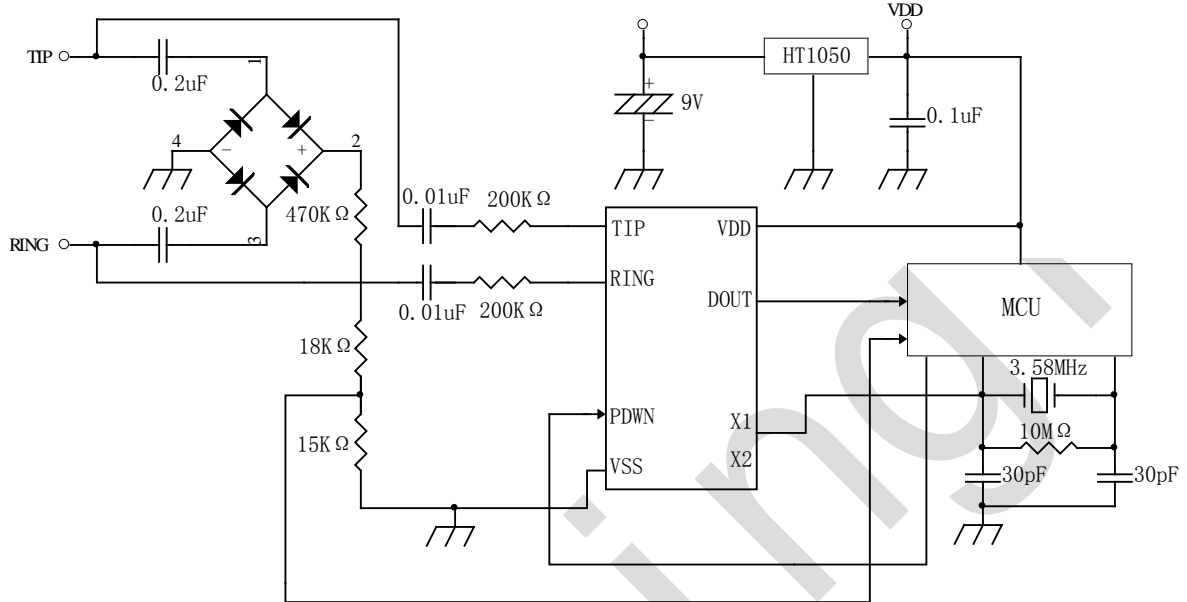 VDD
TIP
0.2uF
1
HT1050
+
9V
−
0.1uF
4
− +
2
0.2uF
3
470KΩ
RING
0.01uF
200KΩ
0.01uF
200KΩ
TIP
VDD
RING
DOUT
MCU
18KΩ
3.58MHz
PDWN
X1
10MΩ
15KΩ
X2
VSS
30pF
30pF